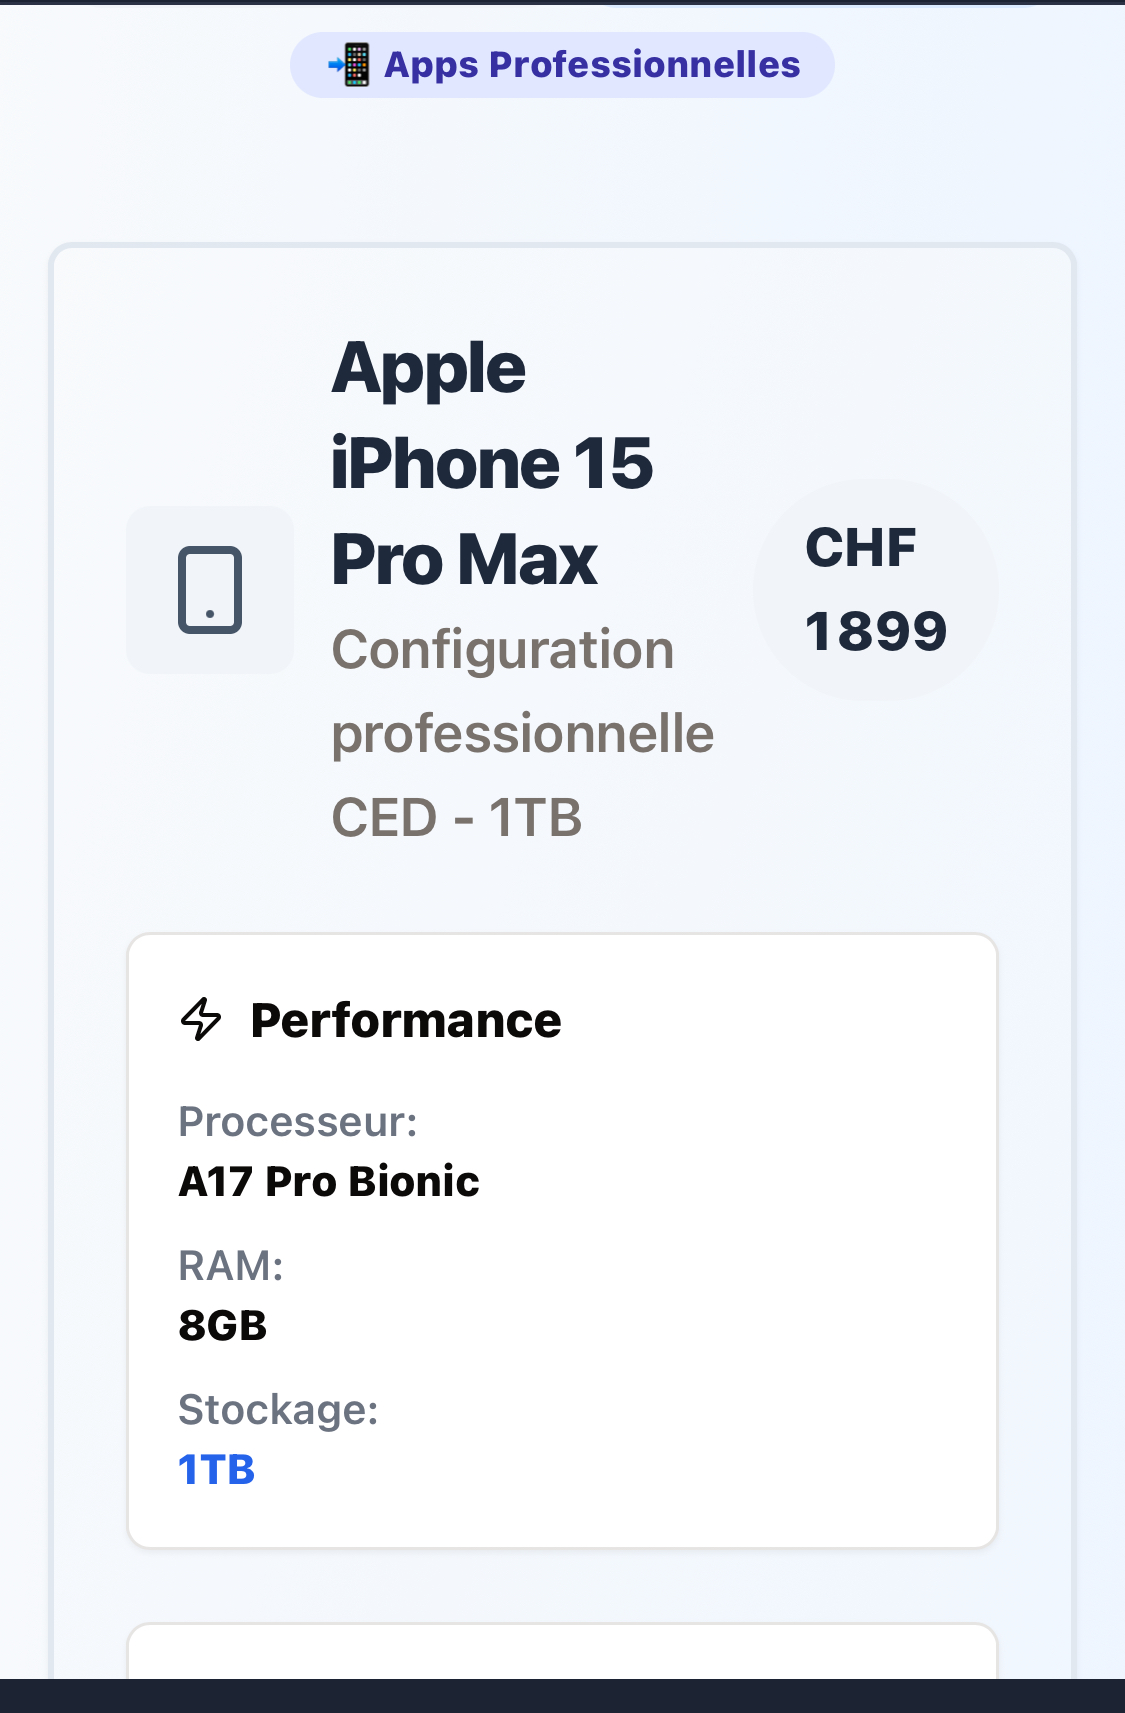 Apps Professionnelles
Apple
iPhone 15
Pro Max
Configuration
professionnelle
CED - 1TB
CHF
1899
Performance
Processeur:
A17 Pro Bionic
RAM:
8GB
Stockage:
1TB